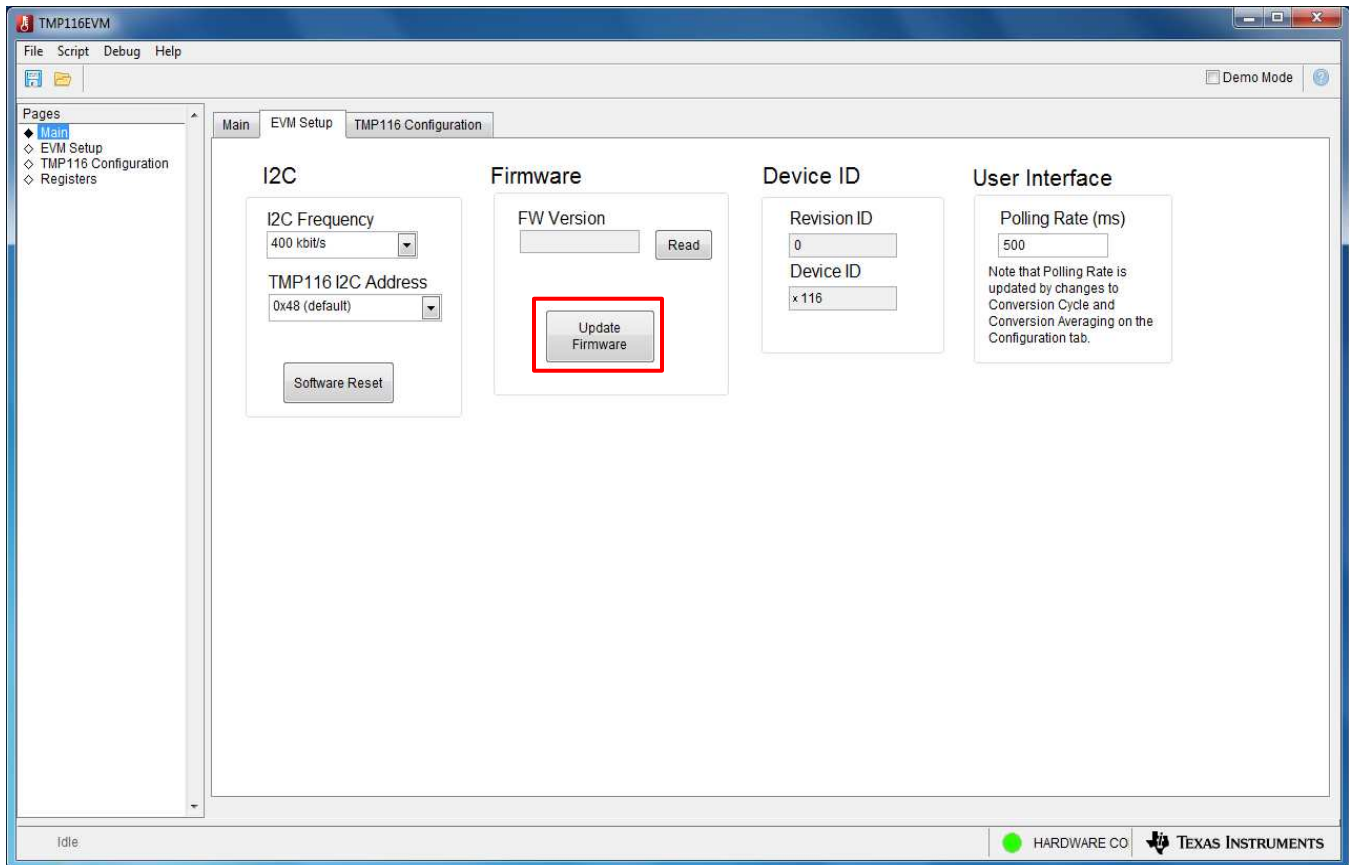 TMP116EVM
File Script Debug Help
Demo Mode
Pages
Main
EVM Setup
TMP116 Configuration
Registers
Main EVM Setup TMP116 Configuration
I2C
I2C Frequency
400 kbit/s
TMP116 I2C Address
0x48 (default)
Software Reset
Firmware
FW Version
Read
Update
Firmware
Device ID
Revision ID
0
Device ID
x 116
User Interface
Polling Rate (ms)
500
Note that Polling Rate is
updated by changes to
Conversion Cycle and
Conversion Averaging on the
Configuration tab.
Idle
HARDWARE CO
TEXAS INSTRUMENTS